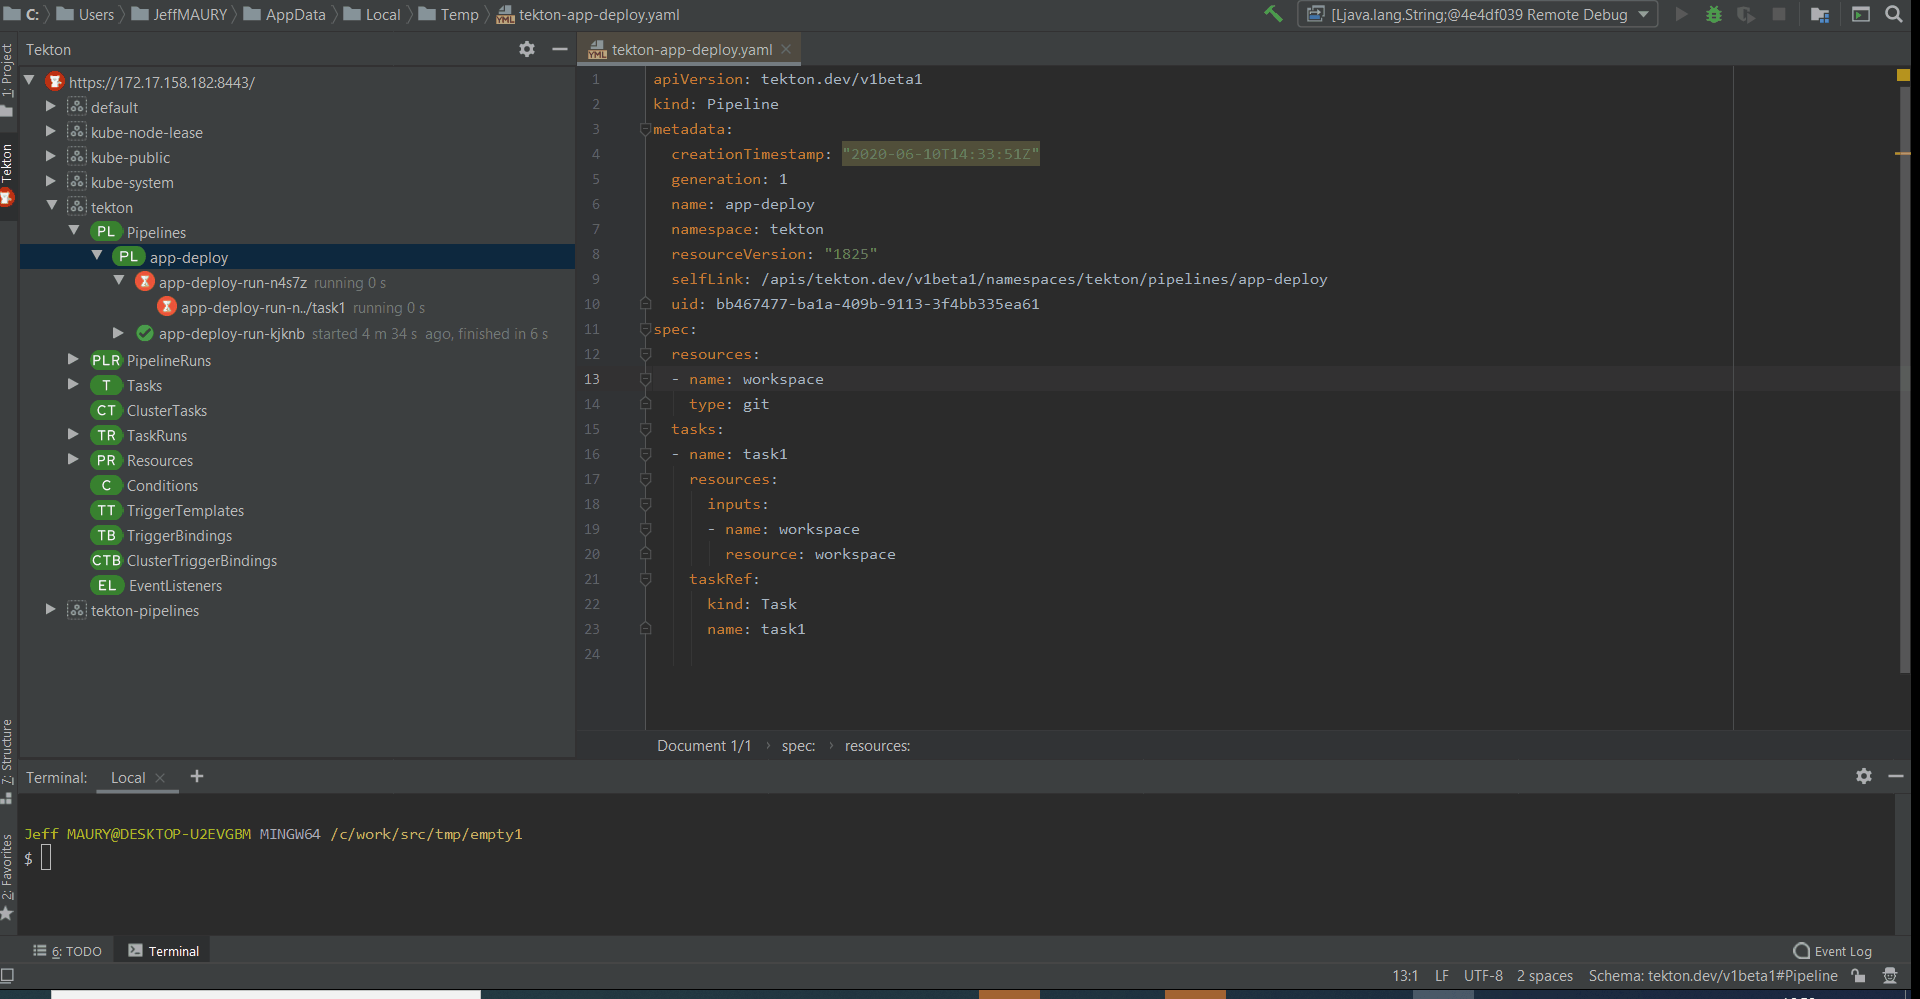 C: Users JeffMAURY AppData Local Temp tekton-app-deploy.yaml
[Ljava.lang.String;@4e4df039 Remote Debug
1: Project
Tekton
7: Structure
2: Favorites
Tekton
https://172.17.158.182:8443/
default
kube-node-lease
kube-public
kube-system
tekton
PL Pipelines
PL app-deploy
app-deploy-run-n4s7z running 0 s
app-deploy-run-n../task1 running 0 s
app-deploy-run-kjknb started 4 m 34 s ago, finished in 6 s
PLR PipelineRuns
T Tasks
CT ClusterTasks
TR TaskRuns
PR Resources
C Conditions
TT TriggerTemplates
TB TriggerBindings
CTB ClusterTriggerBindings
EL EventListeners
tekton-pipelines
YML tekton-app-deploy.yaml
1 apiVersion: tekton.dev/v1beta1
2 kind: Pipeline
3 metadata:
4 creationTimestamp: "2020-06-10T14:33:51Z"
5 generation: 1
6 name: app-deploy
7 namespace: tekton
8 resourceVersion: "1825"
9 selfLink: /apis/tekton.dev/v1beta1/namespaces/tekton/pipelines/app-deploy
10 uid: bb467477-ba1a-409b-9113-3f4bb335ea61
11 spec:
12 resources:
13 - name: workspace
14 type: git
15 tasks:
16 - name: task1
17 resources:
18 inputs:
19 - name: workspace
20 resource: workspace
21 taskRef:
22 kind: Task
23 name: task1
24
Document 1/1 spec: resources:
Terminal: Local
Jeff MAURY@DESKTOP-U2EVGBM MINGW64 /c/work/src/tmp/empty1
$
6: TODO Terminal
Event Log
13:1 LF UTF-8 2 spaces Schema: tekton.dev/v1beta1#Pipeline